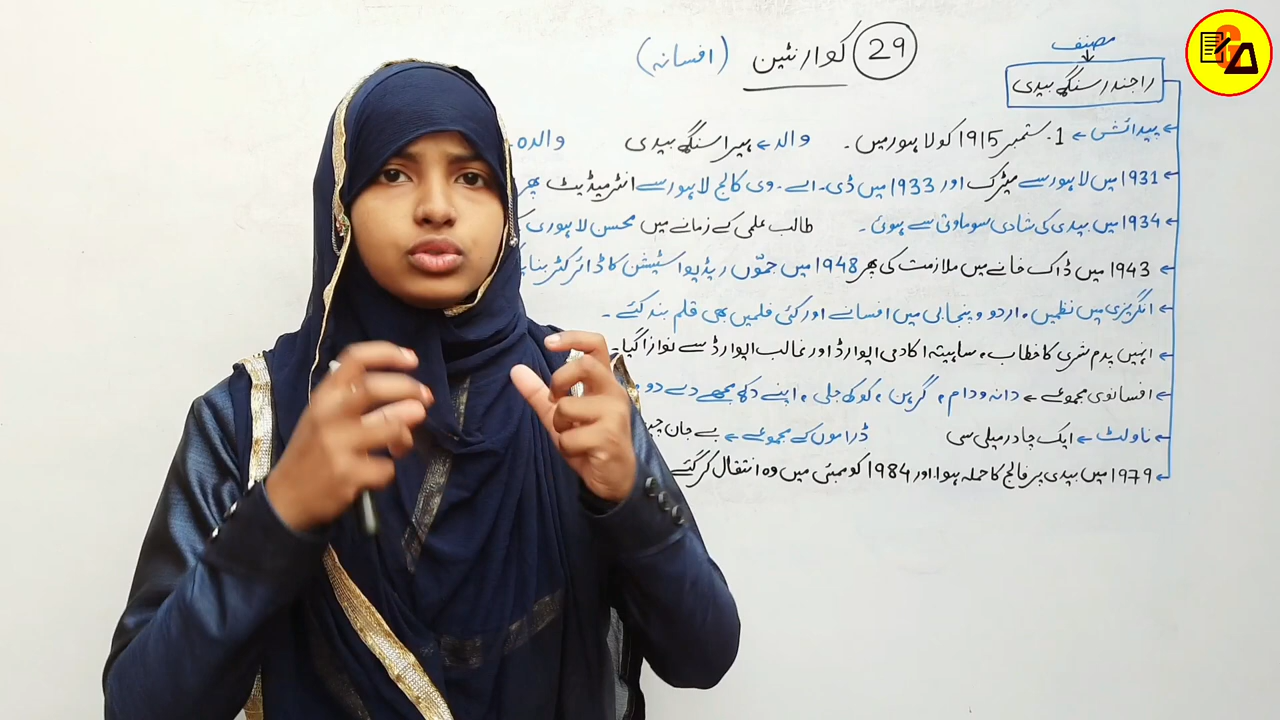 29 کوارنٹین (افسانہ)
مصنف
راجندر سنگھ بیدی
پیدائش ← 1۔ ستمبر 1915 کو لاہور میں۔ والد ← ہیرا سنگھ بیدی والدہ
1931 میں لاہور سے میٹرک اور 1933 میں ڈی۔اے۔وی کالج لاہور سے انٹرمیڈیٹ پھر
1934 میں بیدی کی شادی سوماوتی سے ہوئی۔ طالب علمی کے زمانے میں محسن لاہوری
1943 میں ڈاک خانے میں ملازمت کی پھر 1948 میں جموّں ریڈیو اسٹیشن کا ڈائرکٹر بنایا
انگریزی میں نظمیں، اردو و پنجابی میں افسانے اور کئی فلمیں بھی قلم بند کئے۔
انہیں پدم شری کا خطاب، ساہیتہ اکادمی ایوارڈ اور غالب ایوارڈ سے نوازا گیا۔
افسانوی مجموعے ← دانہ و دام، گرہن، کوکھ جلی، اپنے دکھ مجھے دے دو
ناولٹ ← ایک چادر میلی سی ڈراموں کے مجموعے ← بے جان
1979 میں بیدی پر فالج کا حملہ ہوا۔ اور 1984 کو ممبئی میں وہ انتقال کر گئے